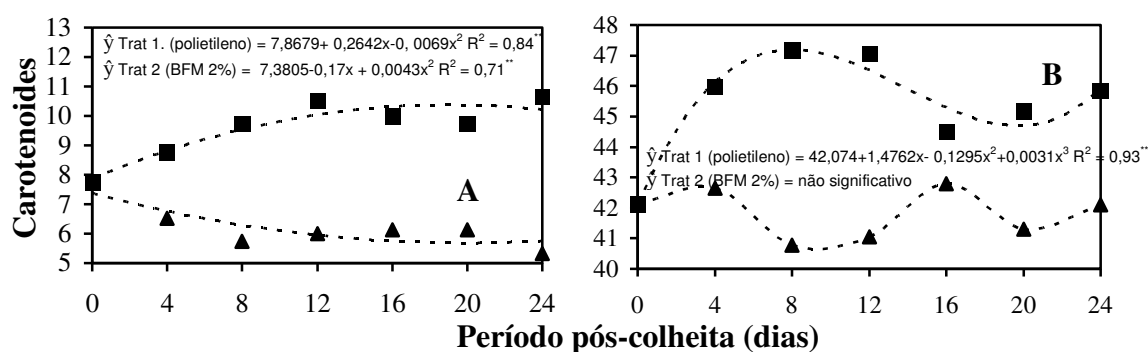 Carotenoides
13
12
11
10
9
8
7
6
5
0 4 8 12 16 20 24
ŷ Trat 1. (polietileno) = 7,8679+ 0,2642x-0, 0069x² R² = 0,84**
ŷ Trat 2 (BFM 2%) = 7,3805-0,17x + 0,0043x² R² = 0,71**
A
48
47
46
45
44
43
42
41
40
0 4 8 12 16 20 24
B
ŷ Trat 1 (polietileno) = 42,074+1,4762x- 0,1295x²+0,0031x³ R² = 0,93**
ŷ Trat 2 (BFM 2%) = não significativo
Período pós-colheita (dias)